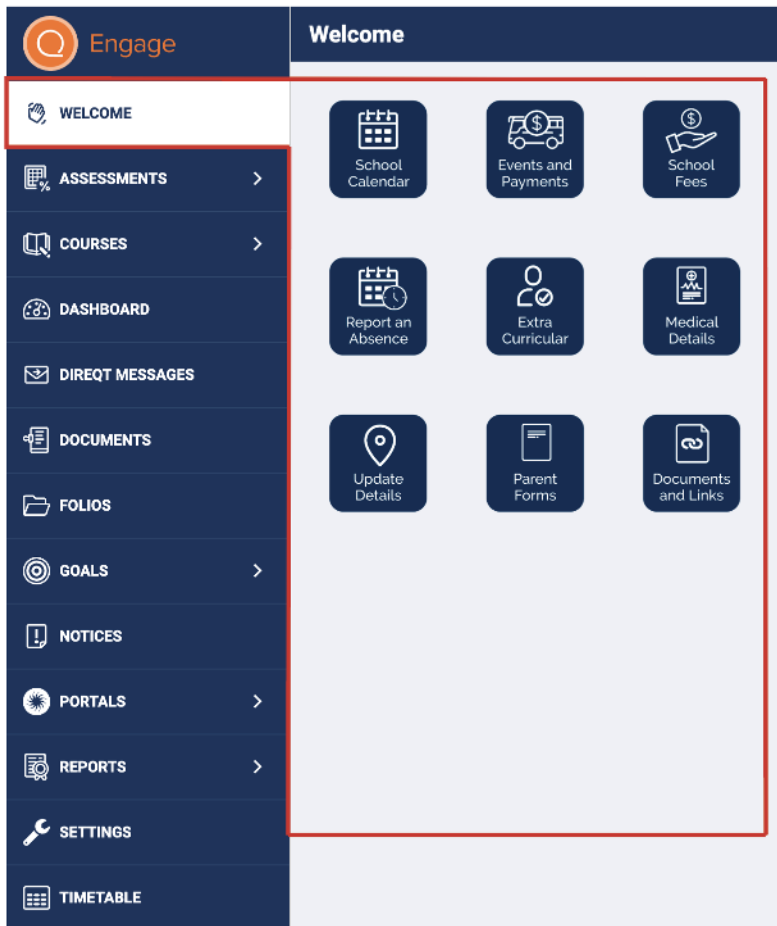 Engage
WELCOME
ASSESSMENTS
COURSES
DASHBOARD
DIREQT MESSAGES
DOCUMENTS
FOLIOS
GOALS
NOTICES
PORTALS
REPORTS
SETTINGS
TIMETABLE
Welcome
School
Calendar
Events and
Payments
School
Fees
Report an
Absence
Extra
Curricular
Medical
Details
Update
Details
Parent
Forms
Documents
and Links